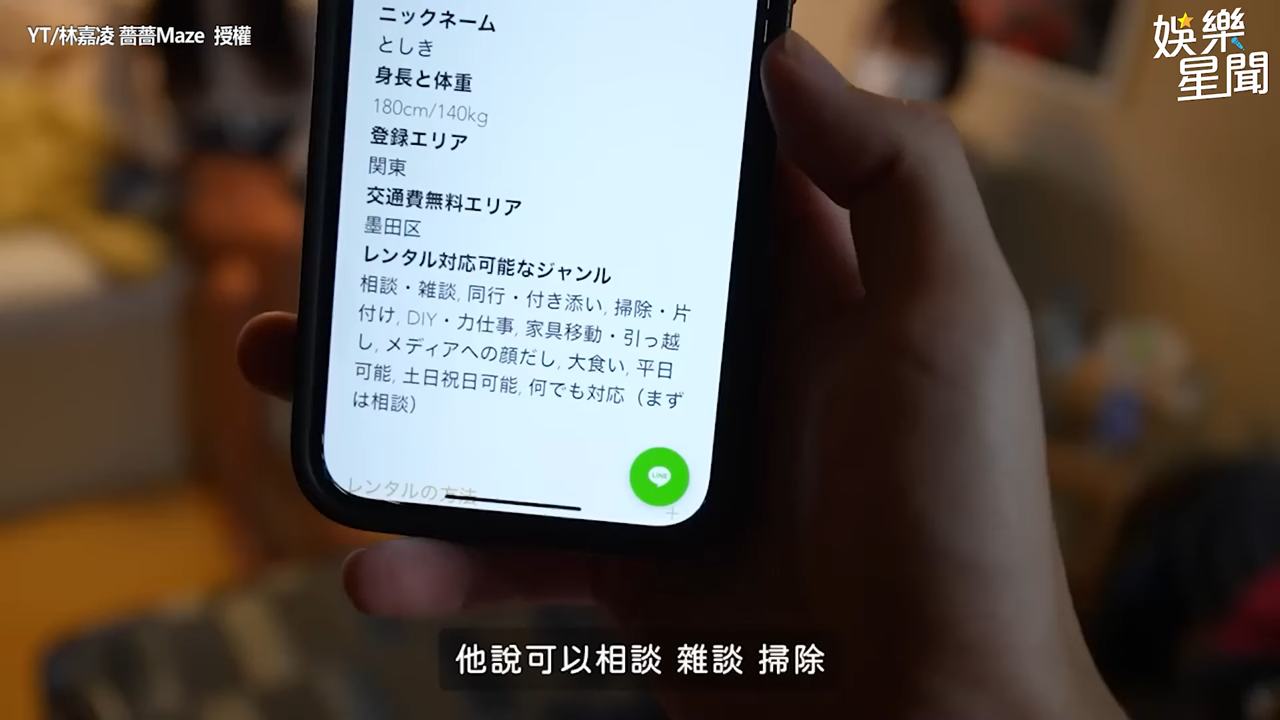 YT/林嘉凌 薔薔Maze 授權
娛樂
星聞
ニックネーム
としき
身長と体重
180cm/140kg
登録エリア
関東
交通費無料エリア
墨田区
レンタル対応可能なジャンル
相談・雑談, 同行・付き添い, 掃除・片
付け, DIY・力仕事, 家具移動・引っ越
し, メディアへの顔だし, 大食い, 平日
可能, 土日祝日可能, 何でも対応（まず
は相談）
LINE
レンタルの方法
+
他說可以相談 雜談 掃除